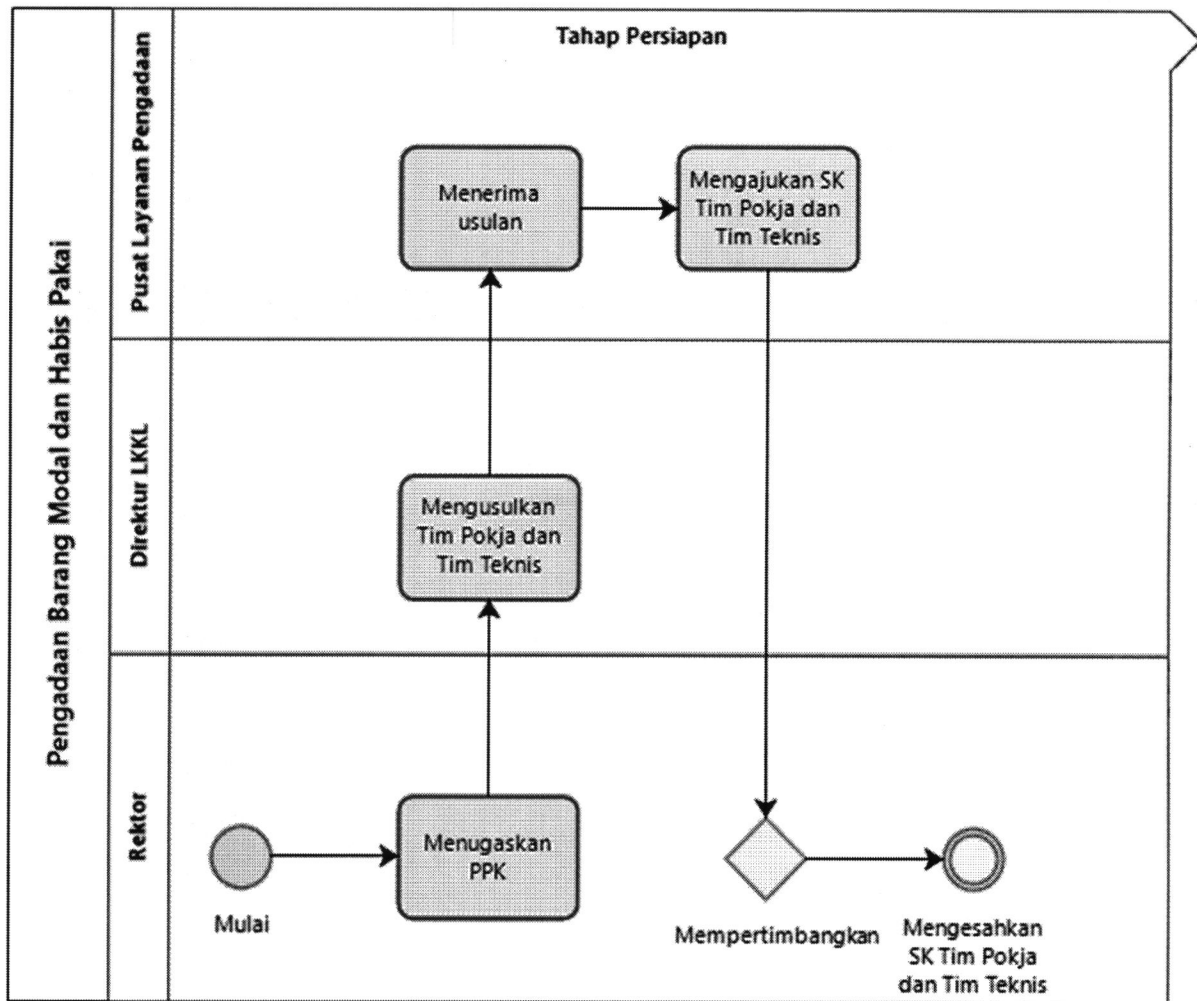 Pengadaan Barang Modal dan Habis Pakai
Tahap Persiapan
Pusat Layanan Pengadaan
Menerima
usulan
Mengajukan SK
Tim Pokja dan
Tim Teknis
Direktur LKKL
Mengusulkan
Tim Pokja dan
Tim Teknis
Rektor
Mulai
Menugaskan
PPK
Mempertimbangkan
Mengesahkan
SK Tim Pokja
dan Tim Teknis